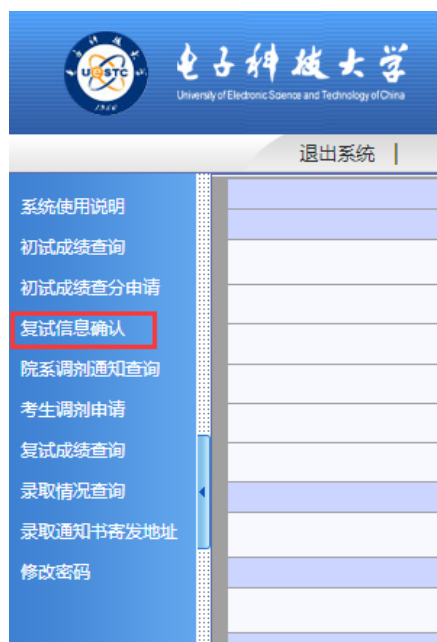 电子科技大学
University of Electronic Science and Technology of China
UESTC
1956
退出系统 |
系统使用说明
初试成绩查询
初试成绩查分申请
复试信息确认
院系调剂通知查询
考生调剂申请
复试成绩查询
录取情况查询
录取通知书寄发地址
修改密码